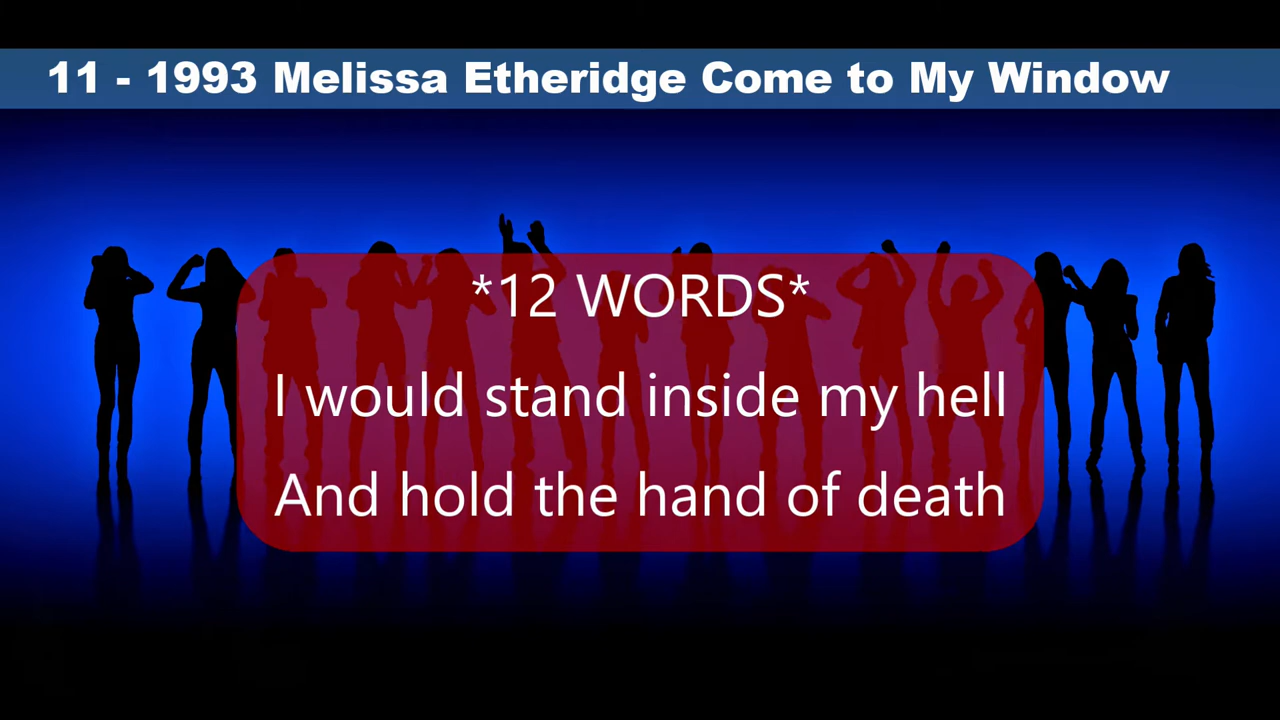 11 - 1993 Melissa Etheridge Come to My Window
*12 WORDS*
I would stand inside my hell
And hold the hand of death